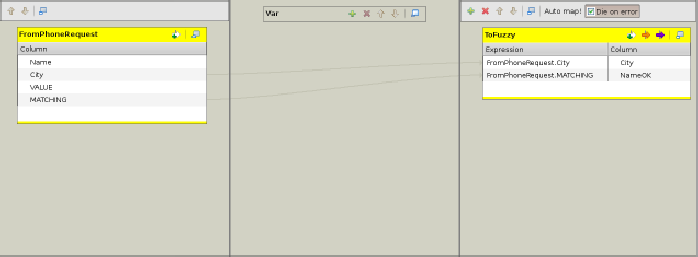 Var
Auto map!
Die on error
FromPhoneRequest
Column
Name
City
VALUE
MATCHING
ToFuzzy
Expression Column
FromPhoneRequest.City City
FromPhoneRequest.MATCHING NameOK